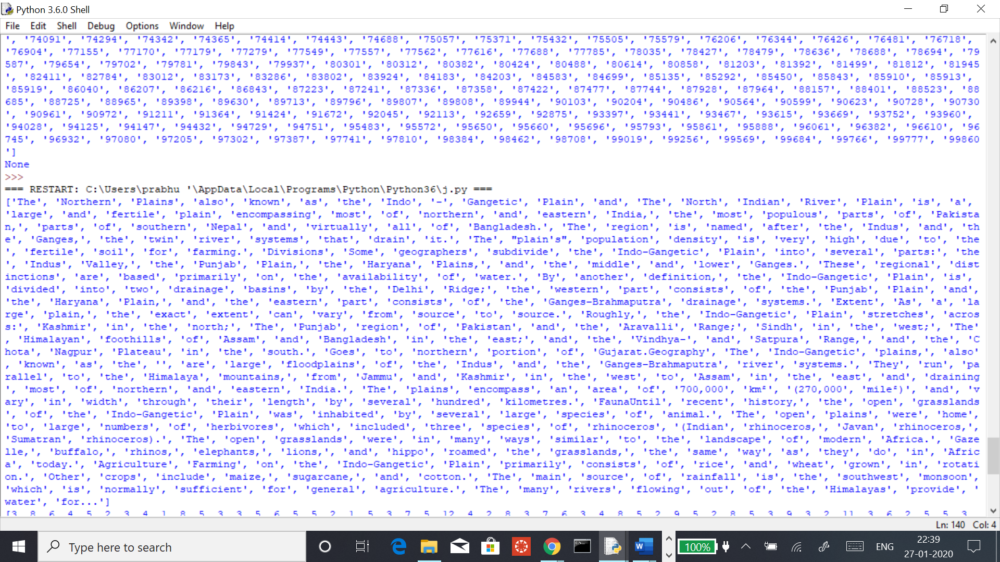 Python 3.6.0 Shell
File Edit Shell Debug Options Window Help
', '74091', '74294', '74342', '74365', '74414', '74443', '74688', '75057', '75371', '75432', '75505', '75579', '76206', '76344', '76426', '76481', '76718',
'76904', '77155', '77170', '77179', '77279', '77549', '77557', '77562', '77616', '77688', '77785', '78035', '78427', '78479', '78636', '78688', '78694', '79
587', '79654', '79702', '79781', '79843', '79937', '80301', '80312', '80382', '80424', '80488', '80614', '80858', '81203', '81392', '81499', '81812', '81945
', '82411', '82784', '83012', '83173', '83286', '83802', '83924', '84183', '84203', '84583', '84699', '85135', '85292', '85450', '85843', '85910', '85913',
'85919', '86040', '86207', '86216', '86843', '87223', '87241', '87336', '87358', '87422', '87477', '87744', '87928', '87964', '88157', '88401', '88523', '88
685', '88725', '88965', '89398', '89630', '89713', '89796', '89807', '89808', '89944', '90103', '90204', '90486', '90564', '90599', '90623', '90728', '90730
', '90961', '90972', '91211', '91364', '91424', '91672', '92045', '92113', '92659', '92875', '93397', '93441', '93467', '93615', '93669', '93752', '93960',
'94028', '94125', '94147', '94432', '94729', '94751', '95483', '95572', '95650', '95660', '95696', '95793', '95861', '95888', '96061', '96382', '96610', '96
745', '96932', '97080', '97205', '97302', '97387', '97741', '97810', '98384', '98462', '98708', '99019', '99256', '99569', '99684', '99766', '99777', '99860
']
None
>>>
=== RESTART: C:\Users\prabhu '\AppData\Local\Programs\Python\Python36\j.py ===
['The', 'Northern', 'Plains', 'also', 'known', 'as', 'the', 'Indo', '-', 'Gangetic', 'Plain', 'and', 'The', 'North', 'Indian', 'River', 'Plain', 'is', 'a',
'large', 'and', 'fertile', 'plain', 'encompassing', 'most', 'of', 'northern', 'and', 'eastern', 'India,', 'the', 'most', 'populous', 'parts', 'of', 'Pakista
n,', 'parts', 'of', 'southern', 'Nepal', 'and', 'virtually', 'all', 'of', 'Bangladesh.', 'The', 'region', 'is', 'named', 'after', 'the', 'Indus', 'and', 'th
e', 'Ganges,', 'the', 'twin', 'river', 'systems', 'that', 'drain', 'it.', 'The', "plain's", 'population', 'density', 'is', 'very', 'high', 'due', 'to', 'the
', 'fertile', 'soil', 'for', 'farming.', 'Divisions', 'Some', 'geographers', 'subdivide', 'the', 'Indo-Gangetic', 'Plain', 'into', 'several', 'parts:', 'the
', 'Indus', 'Valley,', 'the', 'Punjab', 'Plain,', 'the', 'Haryana', 'Plains,', 'and', 'the', 'middle', 'and', 'lower', 'Ganges.', 'These', 'regional', 'dist
inctions', 'are', 'based', 'primarily', 'on', 'the', 'availability', 'of', 'water.', 'By', 'another', 'definition,', 'the', 'Indo-Gangetic', 'Plain', 'is',
'divided', 'into', 'two', 'drainage', 'basins', 'by', 'the', 'Delhi', 'Ridge;', 'the', 'western', 'part', 'consists', 'of', 'the', 'Punjab', 'Plain', 'and',
'the', 'Haryana', 'Plain,', 'and', 'the', 'eastern', 'part', 'consists', 'of', 'the', 'Ganges-Brahmaputra', 'drainage', 'systems.', 'Extent', 'As', 'a', 'la
rge', 'plain,', 'the', 'exact', 'extent', 'can', 'vary', 'from', 'source', 'to', 'source.', 'Roughly,', 'the', 'Indo-Gangetic', 'Plain', 'stretches', 'acros
s:', 'Kashmir', 'in', 'the', 'north;', 'The', 'Punjab', 'region', 'of', 'Pakistan', 'and', 'the', 'Aravalli', 'Range;', 'Sindh', 'in', 'the', 'west;', 'The'
, 'Himalayan', 'foothills', 'of', 'Assam', 'and', 'Bangladesh', 'in', 'the', 'east;', 'and', 'the', 'Vindhya-', 'and', 'Satpura', 'Range,', 'and', 'the', 'C
hota', 'Nagpur', 'Plateau', 'in', 'the', 'south.', 'Goes', 'to', 'northern', 'portion', 'of', 'Gujarat.Geography', 'The', 'Indo-Gangetic', 'plains,', 'also'
, 'known', 'as', 'the', '', 'are', 'large', 'floodplains', 'of', 'the', 'Indus', 'and', 'the', 'Ganges-Brahmaputra', 'river', 'systems.', 'They', 'run', 'pa
rallel', 'to', 'the', 'Himalaya', 'mountains,', 'from', 'Jammu', 'and', 'Kashmir', 'in', 'the', 'west', 'to', 'Assam', 'in', 'the', 'east', 'and', 'draining
', 'most', 'of', 'northern', 'and', 'eastern', 'India.', 'The', 'plains', 'encompass', 'an', 'area', 'of', '700,000', 'km²', '(270,000', 'mile²)', 'and', 'v
ary', 'in', 'width', 'through', 'their', 'length', 'by', 'several', 'hundred', 'kilometres.', 'FaunaUntil', 'recent', 'history,', 'the', 'open', 'grasslands
', 'of', 'the', 'Indo-Gangetic', 'Plain', 'was', 'inhabited', 'by', 'several', 'large', 'species', 'of', 'animal.', 'The', 'open', 'plains', 'were', 'home',
'to', 'large', 'numbers', 'of', 'herbivores', 'which', 'included', 'three', 'species', 'of', 'rhinoceros', '(Indian', 'rhinoceros,', 'Javan', 'rhinoceros,',
'Sumatran', 'rhinoceros).', 'The', 'open', 'grasslands', 'were', 'in', 'many', 'ways', 'similar', 'to', 'the', 'landscape', 'of', 'modern', 'Africa.', 'Gaze
lle,', 'buffalo,', 'rhinos,', 'elephants,', 'lions,', 'and', 'hippo', 'roamed', 'the', 'grasslands,', 'the', 'same', 'way', 'as', 'they', 'do', 'in', 'Afric
a', 'today.', 'Agriculture', 'Farming', 'on', 'the', 'Indo-Gangetic', 'Plain', 'primarily', 'consists', 'of', 'rice', 'and', 'wheat', 'grown', 'in', 'rotati
on.', 'Other', 'crops', 'include', 'maize,', 'sugarcane,', 'and', 'cotton.', 'The', 'main', 'source', 'of', 'rainfall', 'is', 'the', 'southwest', 'monsoon',
'which', 'is', 'normally', 'sufficient', 'for', 'general', 'agriculture.', 'The', 'many', 'rivers', 'flowing', 'out', 'of', 'the', 'Himalayas', 'provide', '
water', 'for...']
[3, 8, 6, 4, 5, 2, 3, 4, 1, 8, 5, 3, 3, 5, 6, 5, 5, 2, 1, 5, 3, 7, 5, 12, 4, 2, 8, 3, 7, 6, 3, 4, 8, 5, 2, 9, 5, 2, 8, 5, 3, 9, 3, 2, 11, 3, 6, 2, 5, 5, 3,
Ln: 140 Col: 4
Type here to search
W
100%
ENG
22:39
27-01-2020